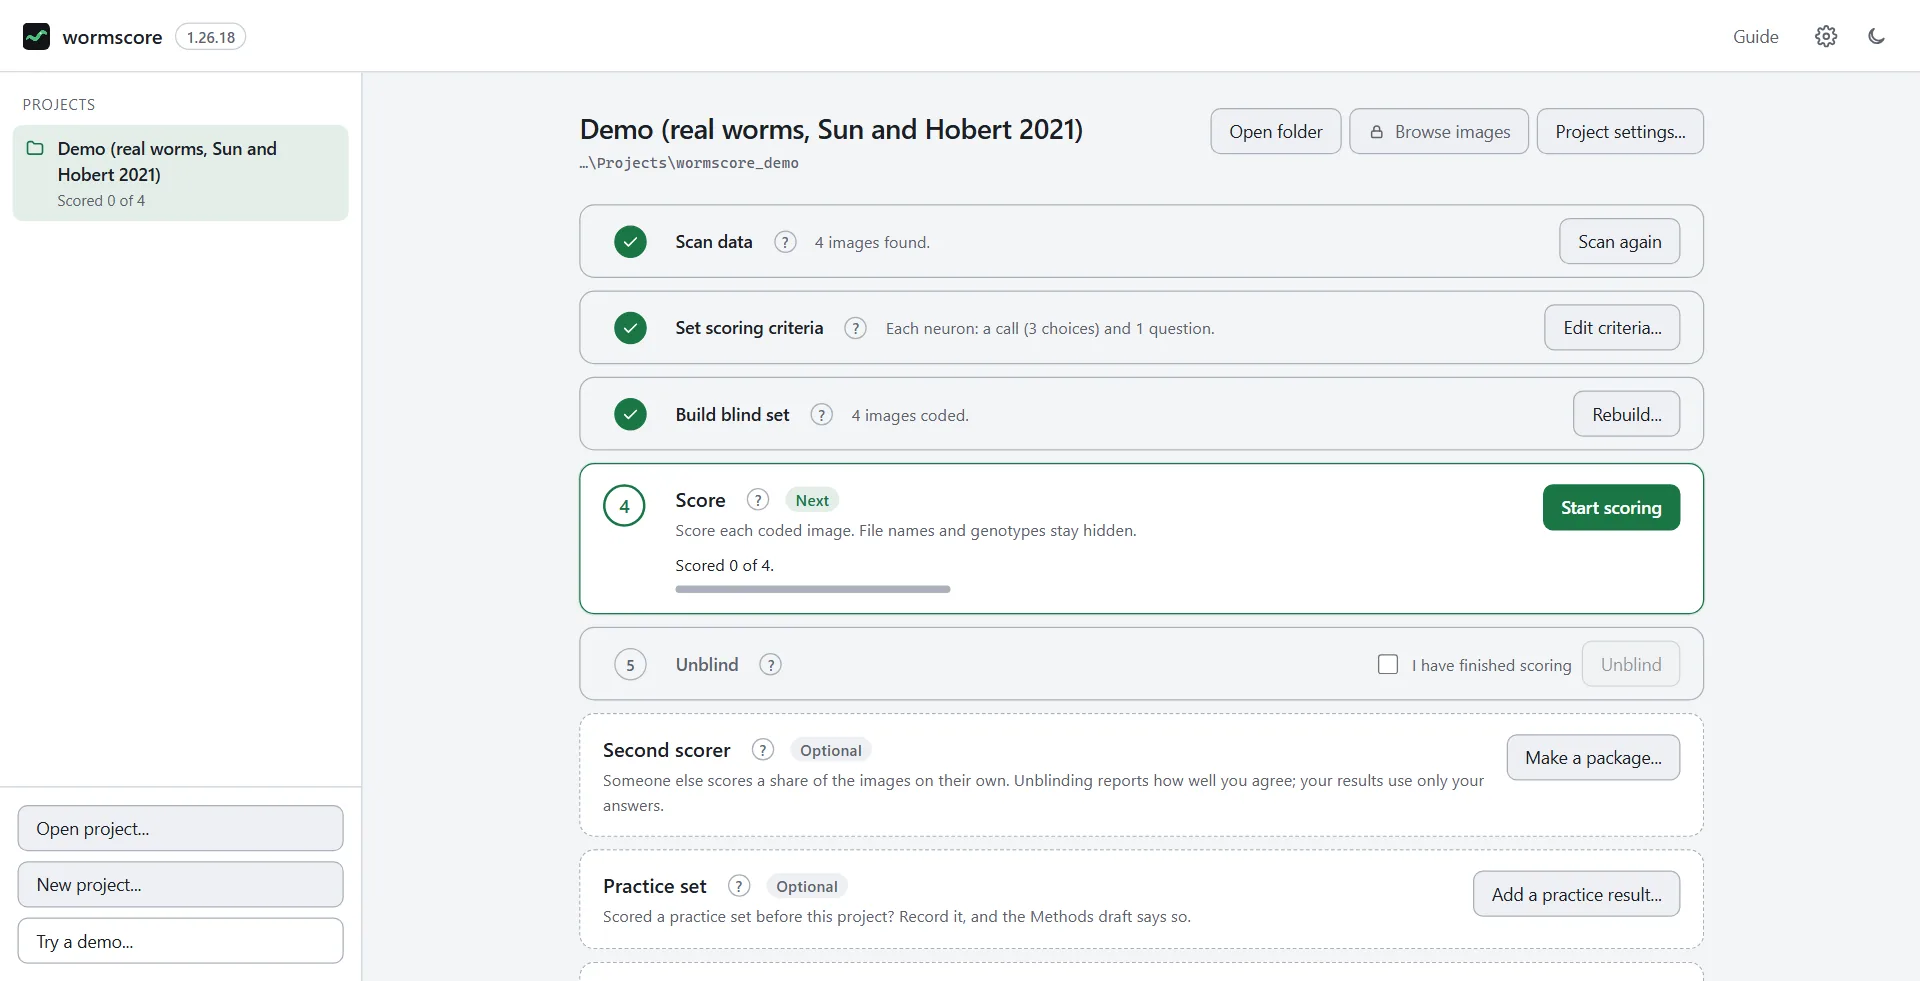 wormscore 1.26.18
Guide
PROJECTS
Demo (real worms, Sun and
Hobert 2021)
Scored 0 of 4
Open project...
New project...
Try a demo...
Demo (real worms, Sun and Hobert 2021)
…\Projects\wormscore_demo
Open folder
Browse images
Project settings...
Scan data ? 4 images found.
Scan again
Set scoring criteria ? Each neuron: a call (3 choices) and 1 question.
Edit criteria...
Build blind set ? 4 images coded.
Rebuild...
4 Score ? Next
Score each coded image. File names and genotypes stay hidden.
Scored 0 of 4.
Start scoring
5 Unblind ?
I have finished scoring
Unblind
Second scorer ? Optional
Someone else scores a share of the images on their own. Unblinding reports how well you agree; your results use only your
answers.
Make a package...
Practice set ? Optional
Scored a practice set before this project? Record it, and the Methods draft says so.
Add a practice result...